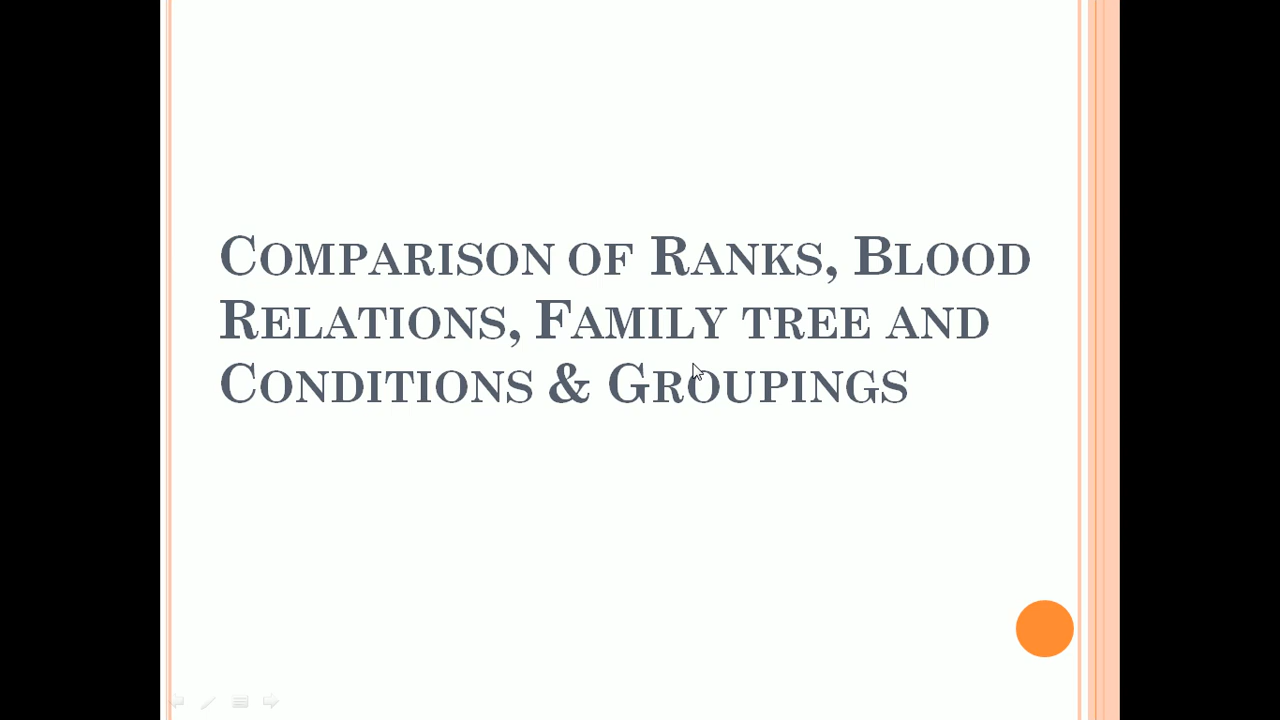 Comparison of Ranks, Blood
Relations, Family tree and
Conditions & Groupings